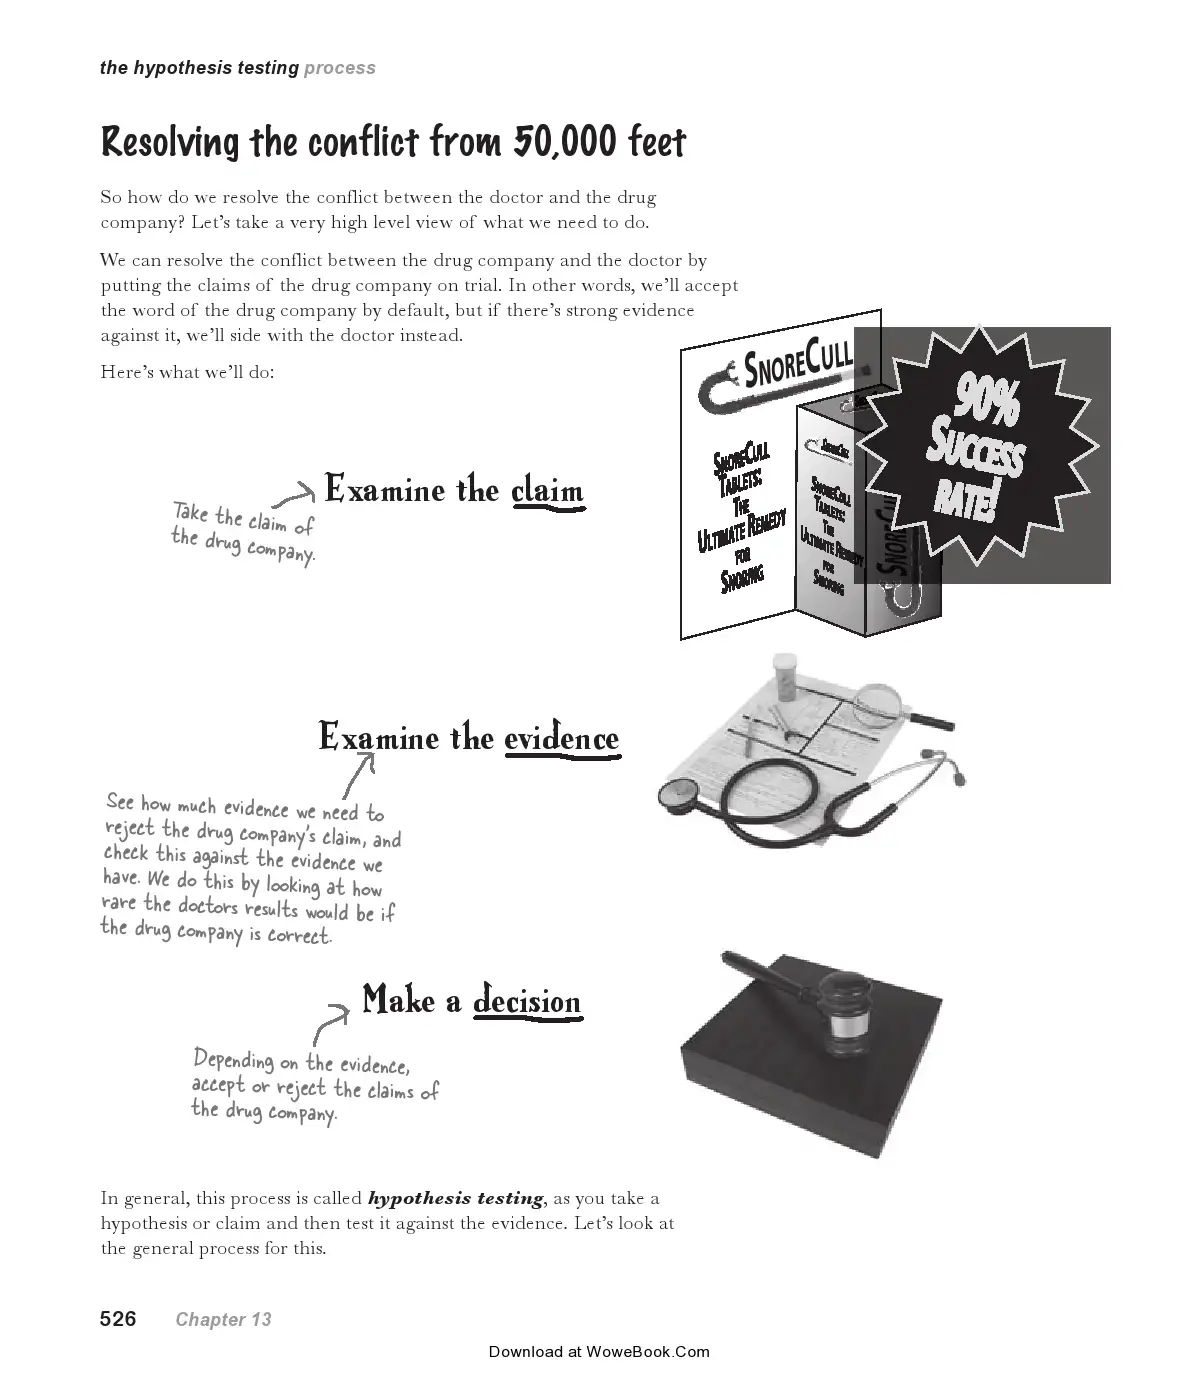 the hypothesis testing process
Resolving the conflict from 50,000 feet
So how do we resolve the conflict between the doctor and the drug
company? Let's take a very high level view of what we need to do.
We can resolve the conflict between the drug company and the doctor by
putting the claims of the drug company on trial. In other words, we'll accept
the word of the drug company by default, but if there's strong evidence
against it, we'll side with the doctor instead.
Here's what we'll do:
SNORECULL
90%
SUCCESS
RATE!
SNORECULL
TABLETS:
THE
ULTIMATE REMEDY
FOR
SNORING
SNORECULL
SNORECULL
TABLETS:
THE
ULTIMATE REMEDY
FOR
SNORING
Examine the claim
Take the claim of
the drug company.
Examine the evidence
See how much evidence we need to
reject the drug company's claim, and
check this against the evidence we
have. We do this by looking at how
rare the doctors results would be if
the drug company is correct.
Make a decision
Depending on the evidence,
accept or reject the claims of
the drug company.
In general, this process is called hypothesis testing, as you take a
hypothesis or claim and then test it against the evidence. Let's look at
the general process for this.
526 Chapter 13
Download at WoweBook.Com